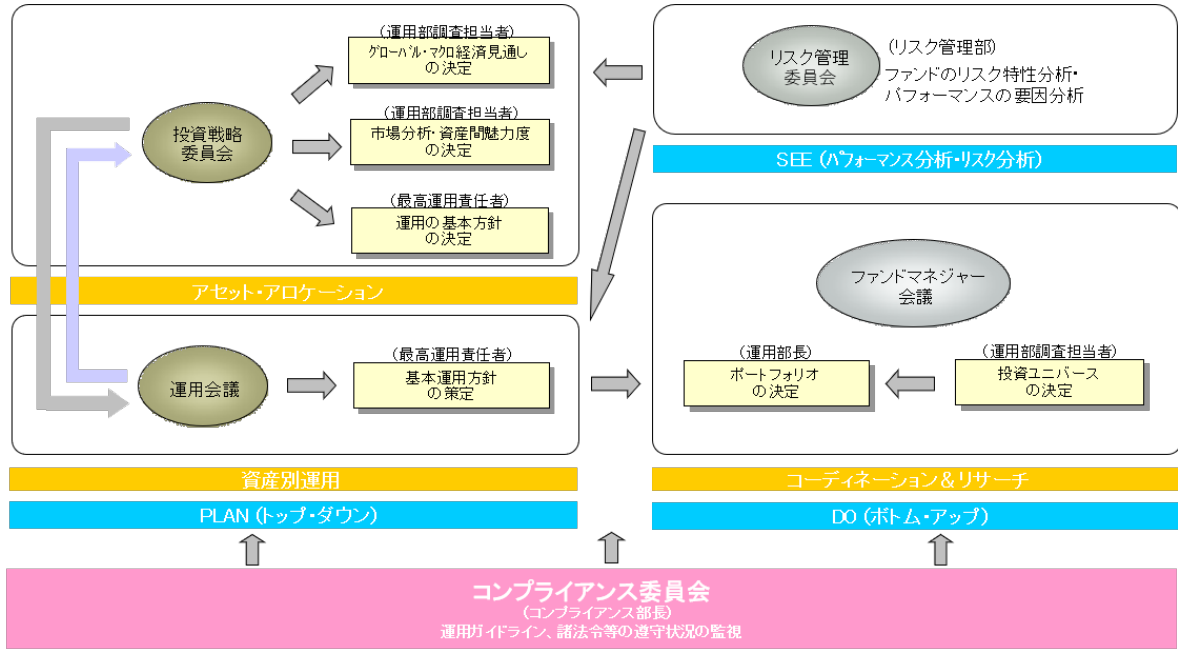 (運用部調査担当者)
グローバル・マクロ経済見通し
の決定
投資戦略
委員会
(運用部調査担当者)
市場分析・資産間魅力度
の決定
(最高運用責任者)
運用の基本方針
の決定
アセット・アロケーション
リスク管理
委員会
(リスク管理部)
ファンドのリスク特性分析・
パフォーマンスの要因分析
SEE (パフォーマンス分析・リスク分析)
運用会議
(最高運用責任者)
基本運用方針
の策定
資産別運用
PLAN (トップ・ダウン)
ファンドマネジャー
会議
(運用部長)
ポートフォリオ
の決定
(運用部調査担当者)
投資ユニバース
の決定
コーディネーション＆リサーチ
DO (ボトム・アップ)
コンプライアンス委員会
(コンプライアンス部長)
運用ガイドライン、諸法令等の遵守状況の監視